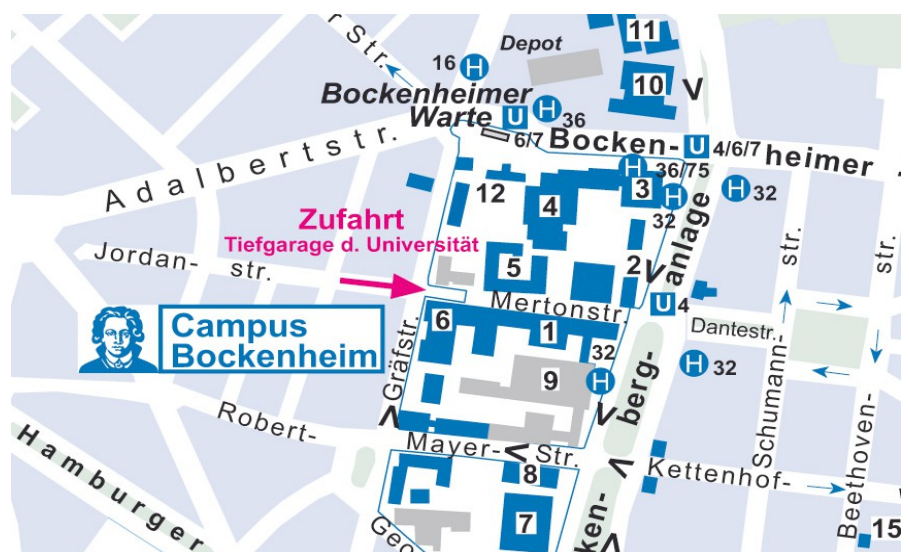 Str.
11
Depot
16 H
10
Bockenheimer
Warte U
H 36
6/7
Bocken- U 4/6/7 heimer
H 36/75
Adalbertstr.
12
4
3
H
32
H 32
Zufahrt
Tiefgarage d. Universität
Jordan- str.
5
2
anlage
str.
str.
Mertonstr.
U 4
Dantestr.
Campus
Bockenheim
6
1
32
H
H 32
Gräfstr.
9
berg-
Schumann-
Beethoven-
Robert-
Mayer- Str.
Kettenhof-
Hamburger
8
7
ken-
Geo
15